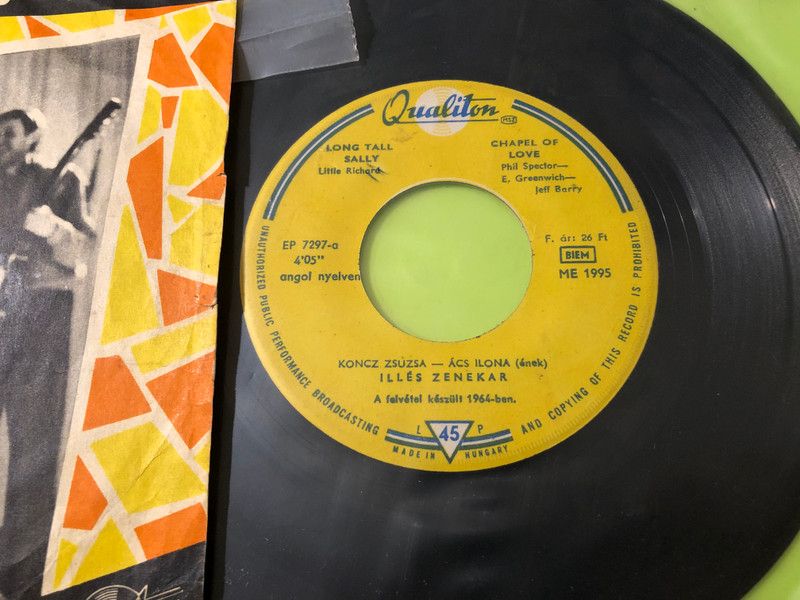 Qualiton
MSZ
LONG TALL
SALLY
Little Richard
CHAPEL OF
LOVE
Phil Spector—
E. Greenwich—
Jeff Barry
EP 7297-a
4'05"
angol nyelven
F. ár: 26 Ft
BIEM
ME 1995
KONCZ ZSUZSA — ÁCS ILONA (ének)
ILLÉS ZENEKAR
A felvétel készült 1964-ben.
L 45 P
MADE IN HUNGARY
UNAUTHORIZED PUBLIC PERFORMANCE BROADCASTING AND COPYING OF THIS RECORD IS PROHIBITED